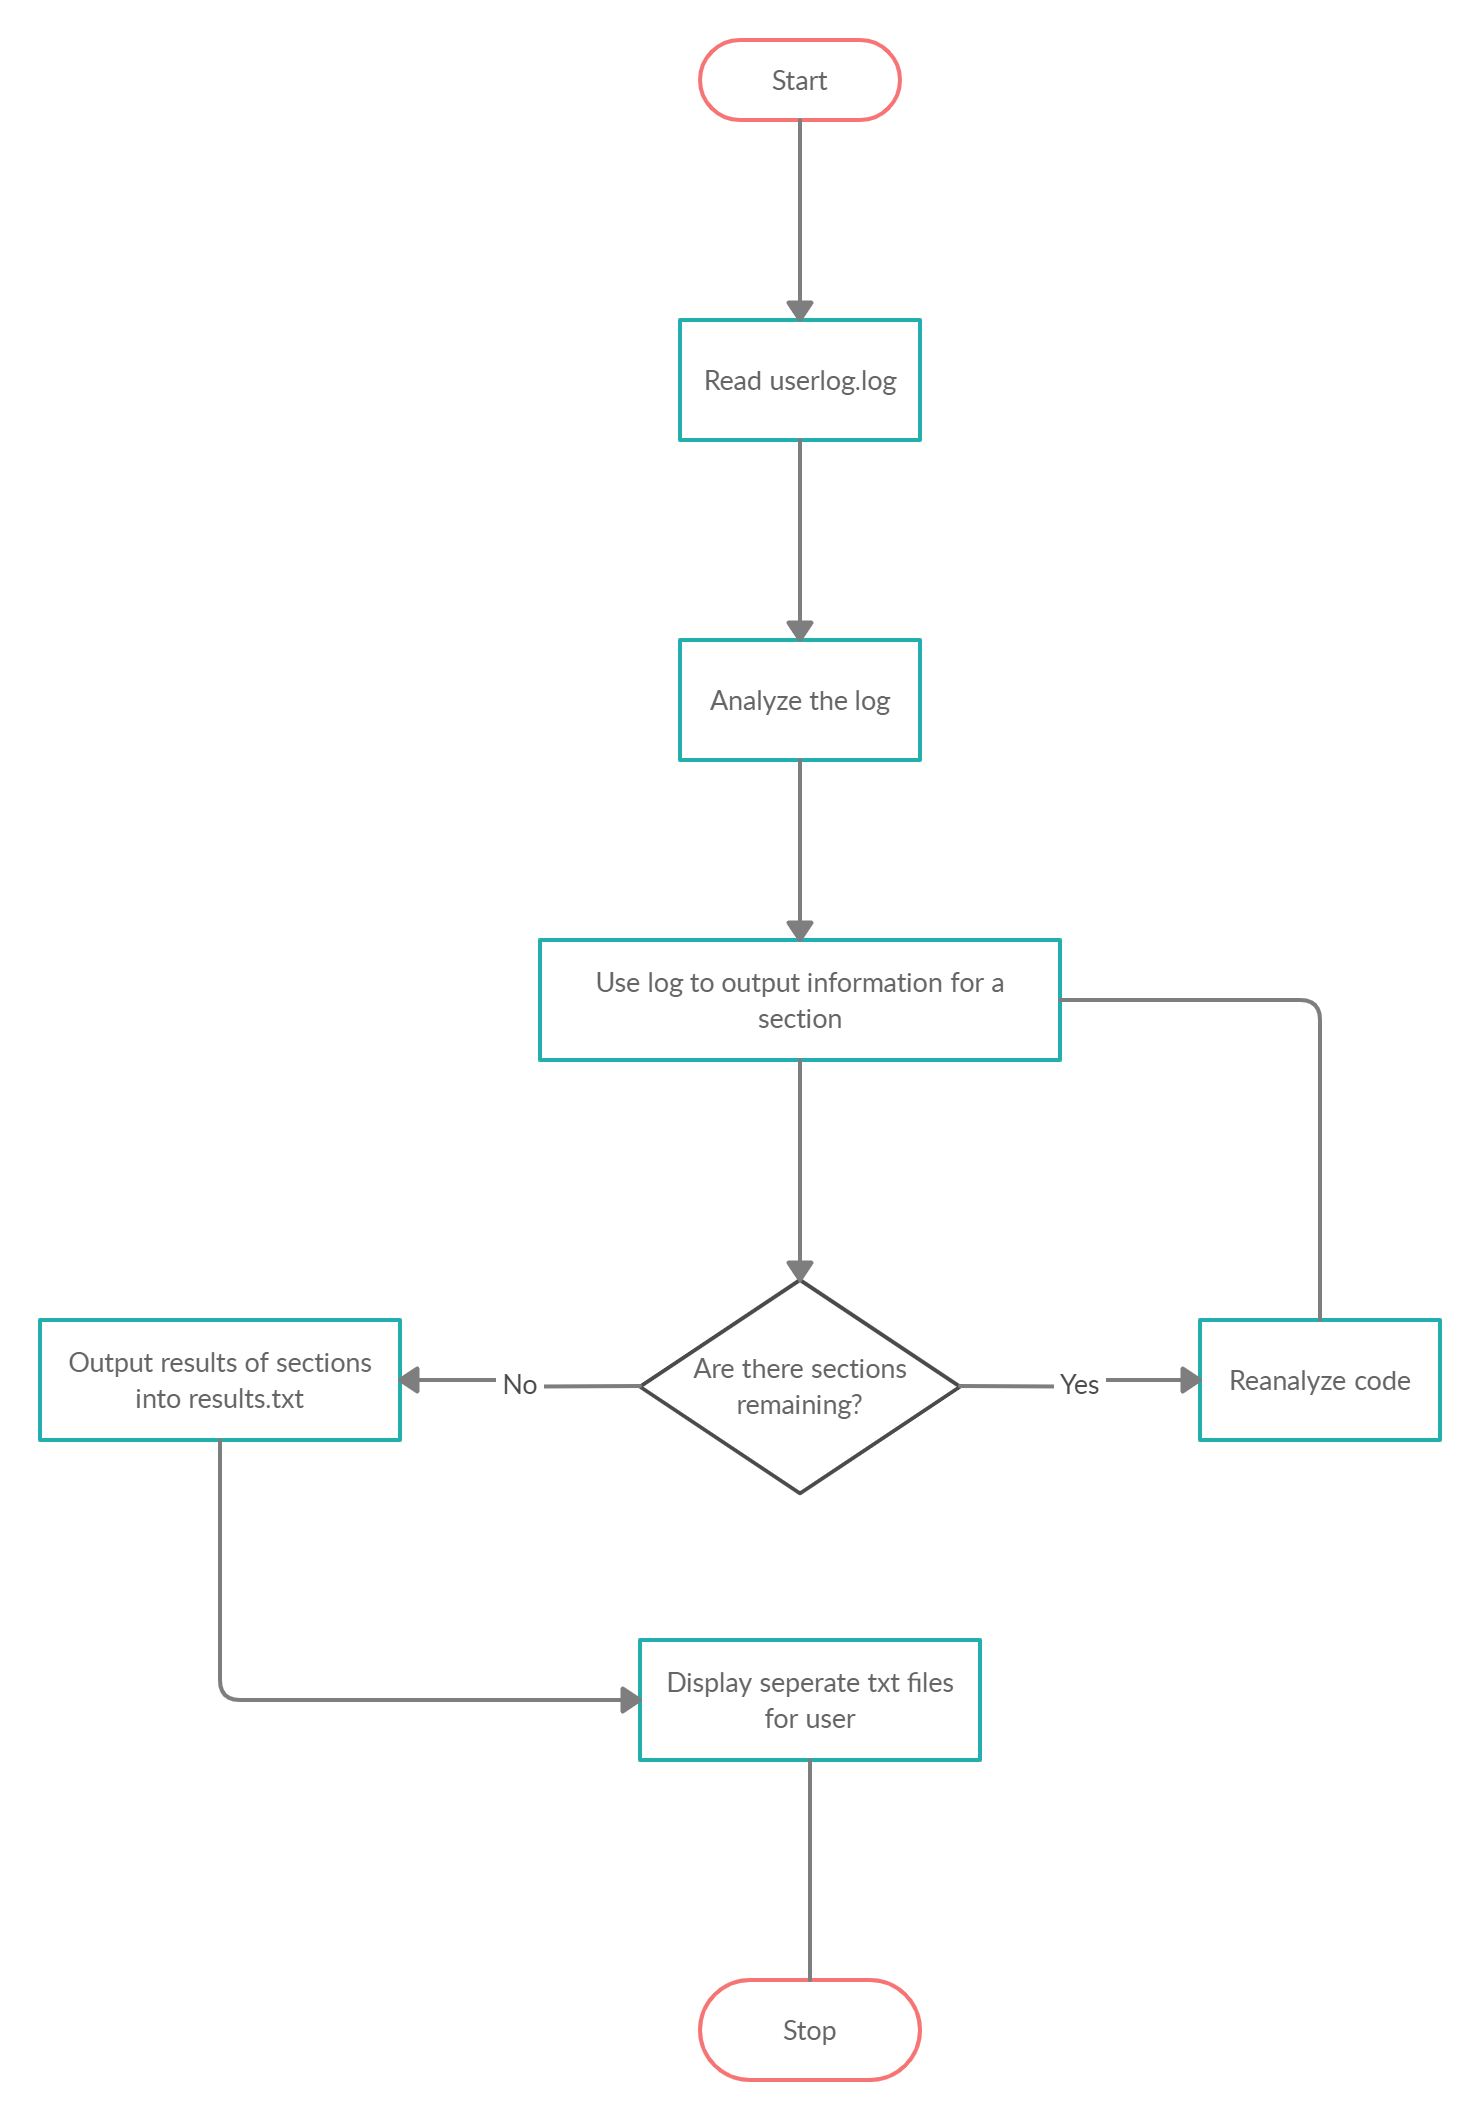 Start
Read userlog.log
Analyze the log
Use log to output information for a
section
Output results of sections
into results.txt
No
Are there sections
remaining?
Yes
Reanalyze code
Display seperate txt files
for user
Stop